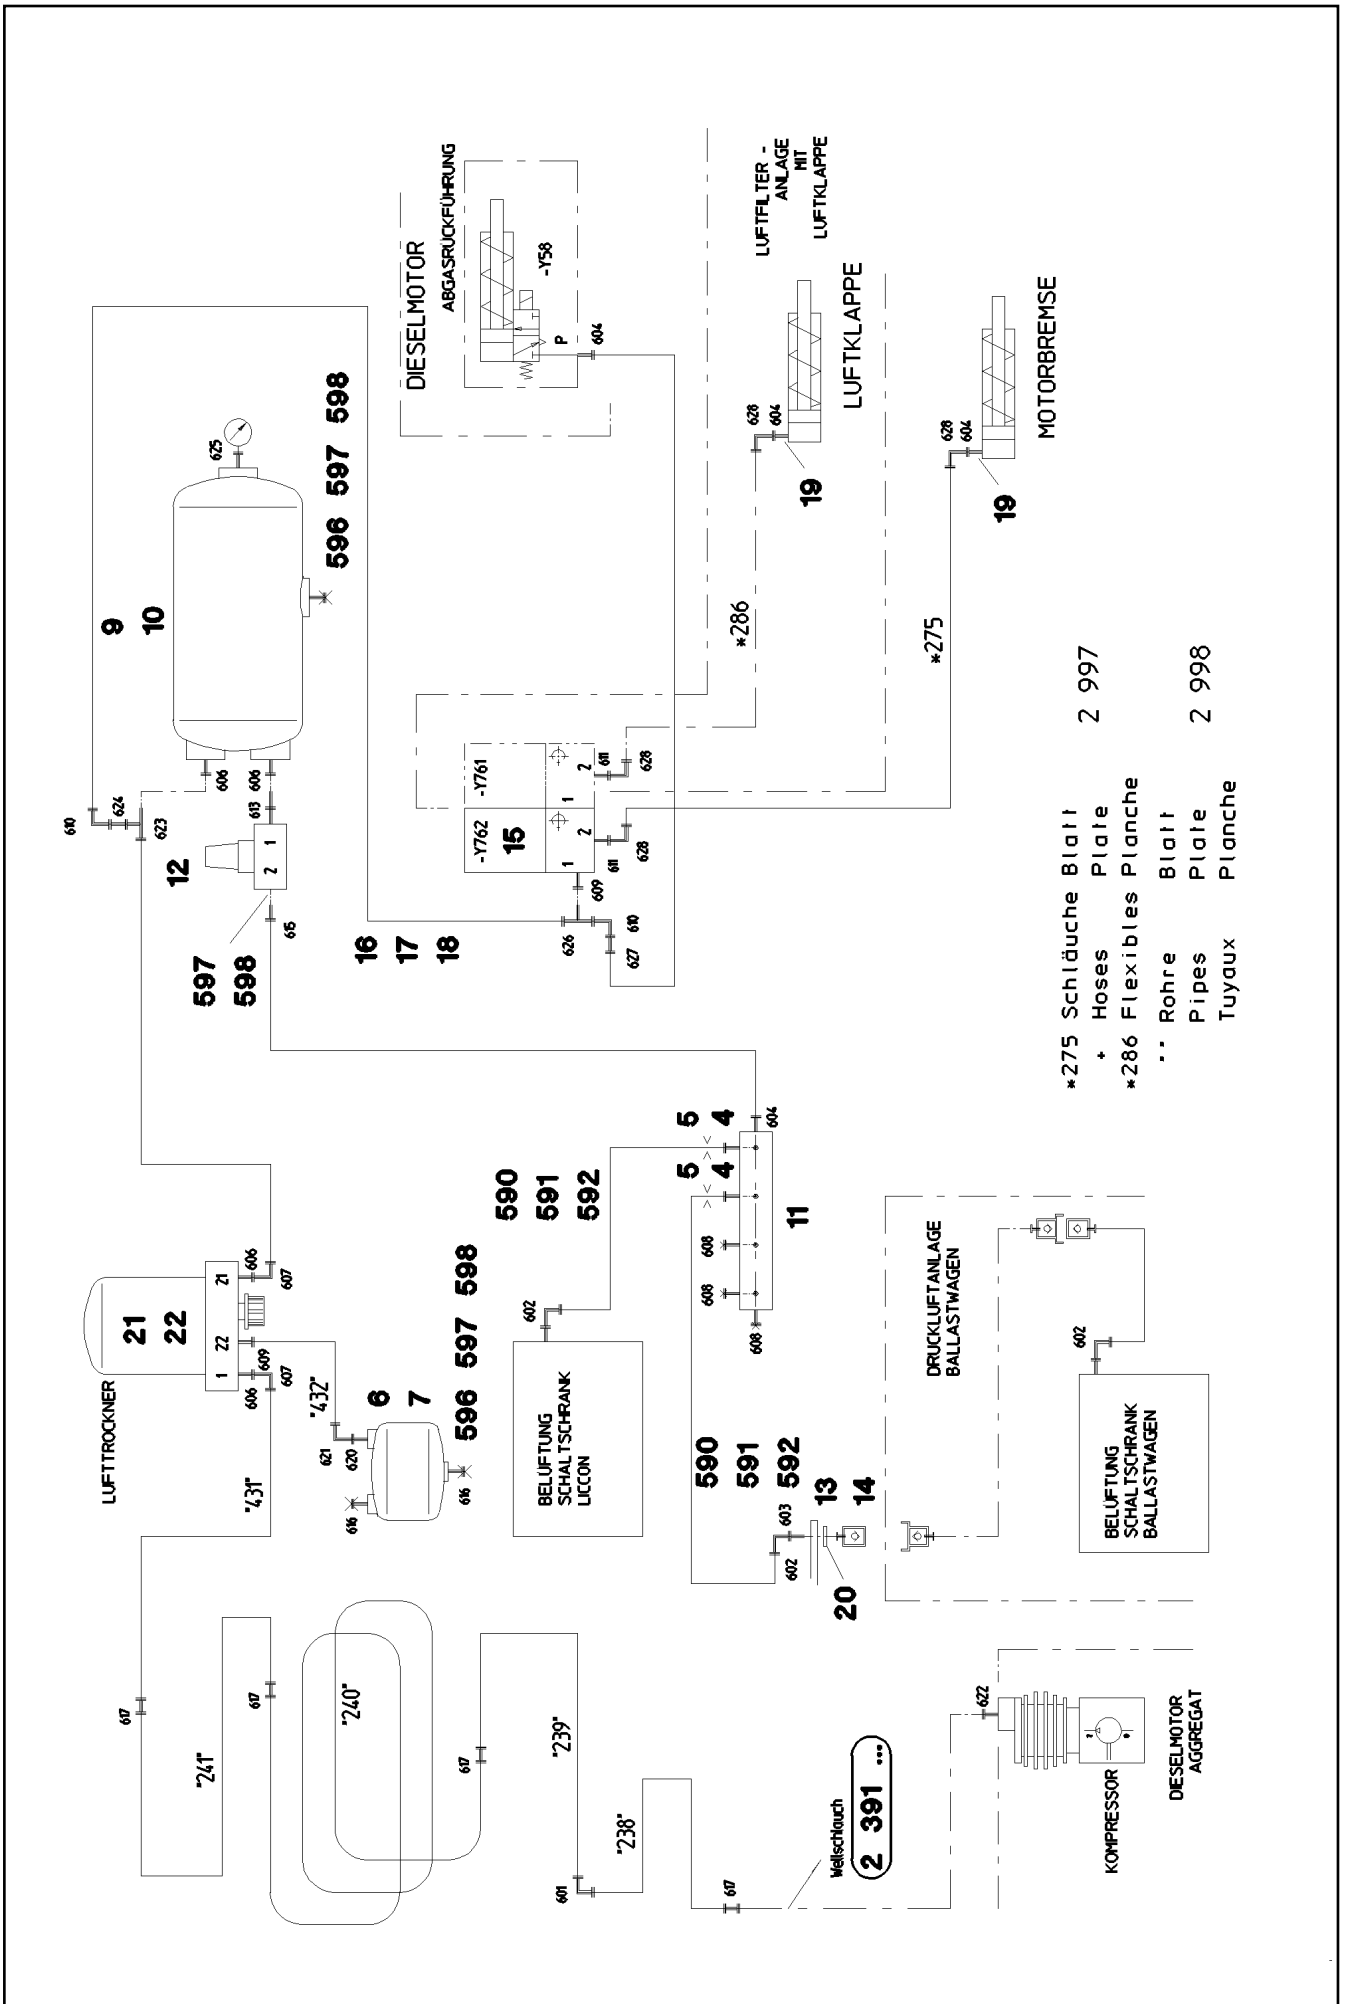 LUFTTROCKNER
21
22
1
22
21
606
607
609
606
607
"431"
"432"
621
620
616
616
6
7
596 597 598
617
617
"241"
"240"
617
"239"
601
"238"
617
Wellschlauch
2 391 ...
622
KOMPRESSOR
DIESELMOTOR
AGGREGAT
610
624
623
9
10
606
606
613
625
596 597 598
12
2
1
615
597
598
DIESELMOTOR
ABGASRÜCKFÜHRUNG
-Y58
P
604
LUFTFILTER -
ANLAGE
MIT
LUFTKLAPPE
LUFTKLAPPE
628
604
19
MOTORBREMSE
628
604
19
*286
*275
-Y762
-Y761
15
1
2
1
2
611
628
611
628
609
610
626
627
16
17
18
590
591
592
602
BELÜFTUNG
SCHALTSCHRANK
LICCON
5
4
5
4
604
608
608
608
11
590
591
592
13
14
603
602
20
DRUCKLUFTANLAGE
BALLASTWAGEN
602
BELÜFTUNG
SCHALTSCHRANK
BALLASTWAGEN
*275 Schläuche Blatt
+ Hoses Plate 2 997
*286 Flexibles Planche
" Rohre Blatt
Pipes Plate 2 998
Tuyaux Planche